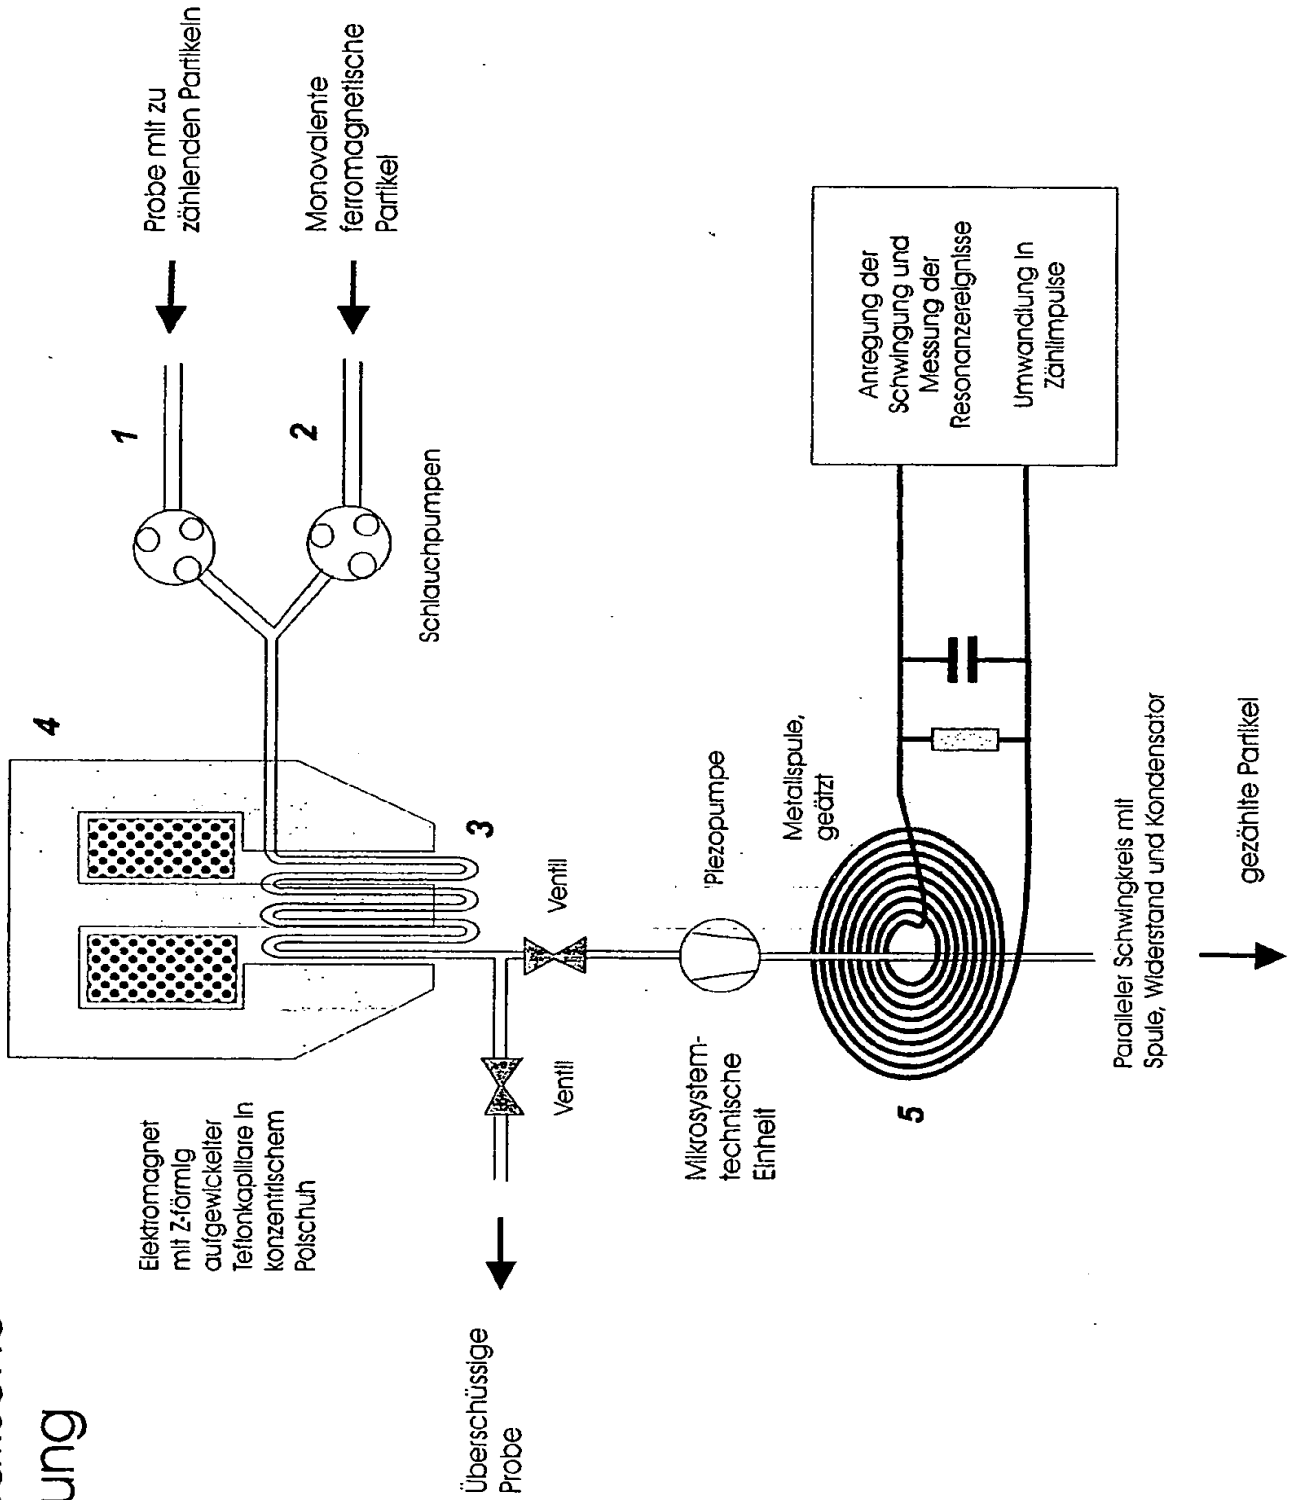 ung
4
Elektromagnet
mit Z-förmig
aufgewickelter
Teflonkapillare in
konzentrischem
Polschuh
1
Probe mit zu
zählenden Partikeln
2
Monovalente
ferromagnetische
Partikel
Schlauchpumpen
3
Überschüssige
Probe
Ventil
Ventil
Mikrosystem-
technische
Einheit
Piezopumpe
Metallspule,
geätzt
5
Anregung der
Schwingung und
Messung der
Resonanzereignisse
Umwandlung in
Zählimpulse
Paralleler Schwingkreis mit
Spule, Widerstand und Kondensator
gezählte Partikel